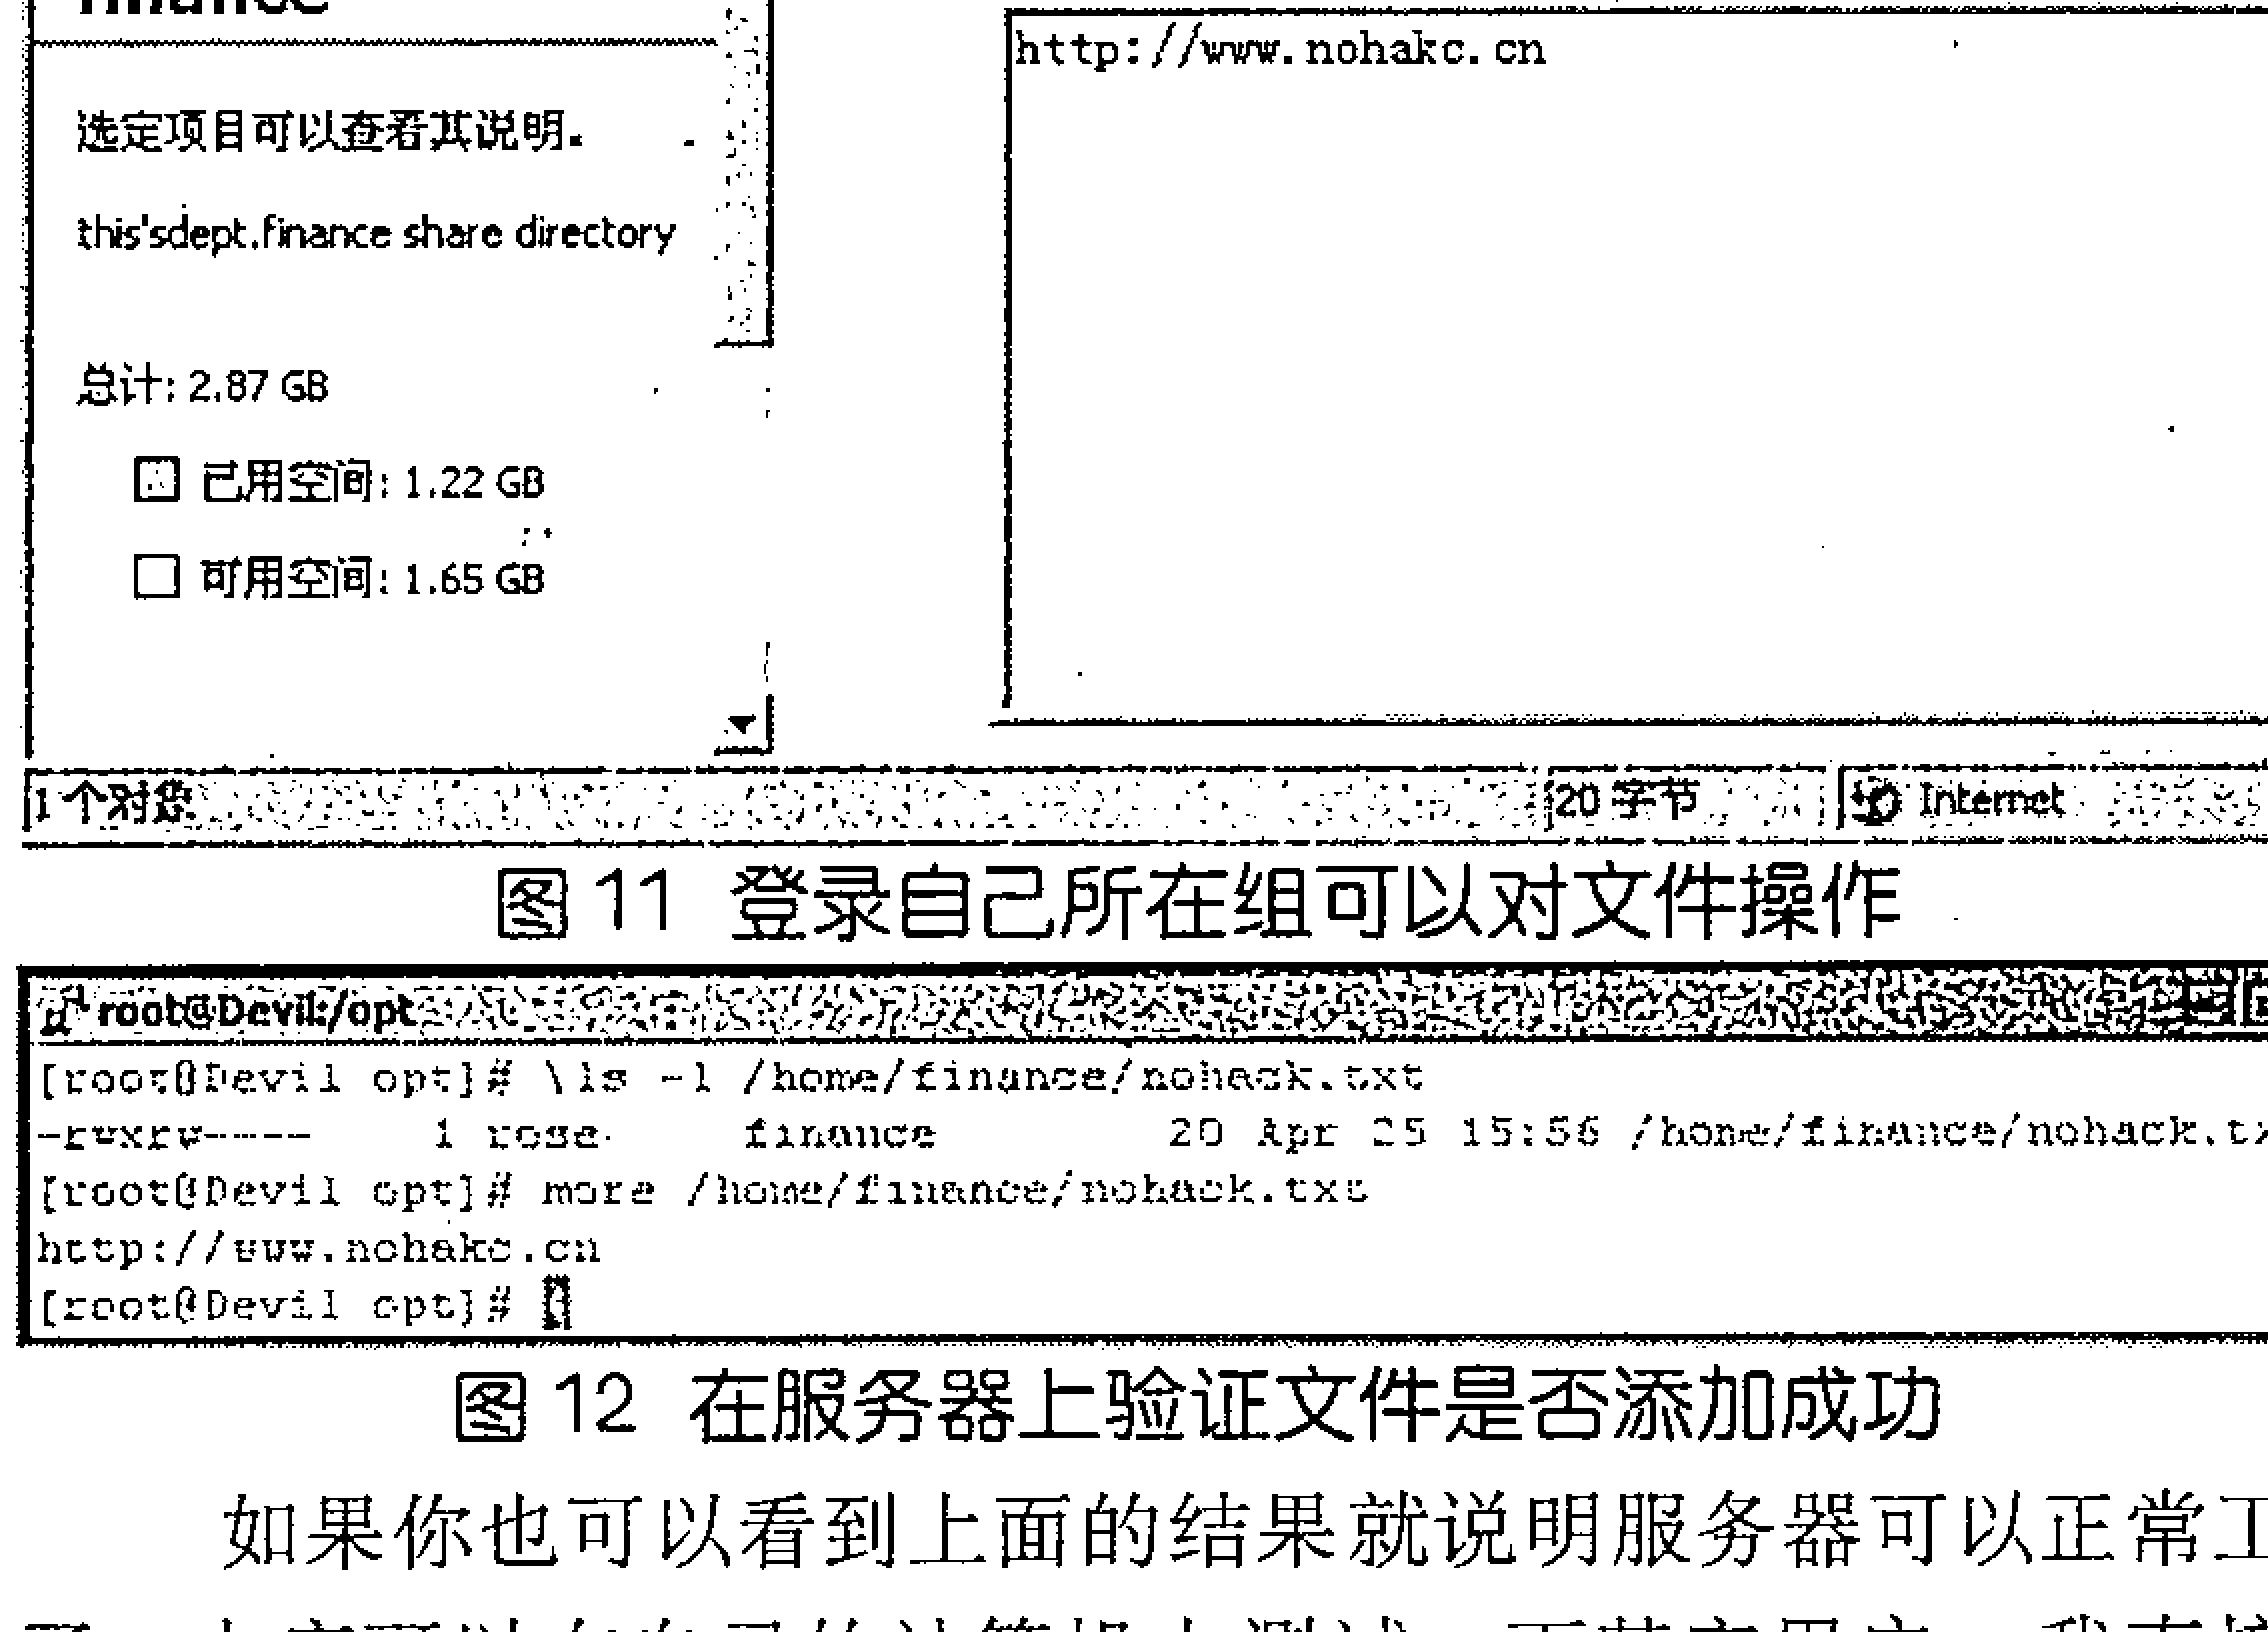 finance
http://www.nohakc.cn
选定项目可以查看其说明。
this'sdept.finance share directory
总计: 2.87 GB
已用空间: 1.22 GB
可用空间: 1.65 GB
1 个对象
20 字节
Internet
图 11 登录自己所在组可以对文件操作
root@Devil:/opt
[root@Devil opt]# \ls -l /home/finance/nohack.txt
-rwxrw---- 1 rose finance 20 Apr 25 15:56 /home/finance/nohack.tx
[root@Devil opt]# more /home/finance/nohack.txt
http://www.nohakc.cn
[root@Devil opt]#
图 12 在服务器上验证文件是否添加成功
如果你也可以看到上面的结果就说明服务器可以正常工